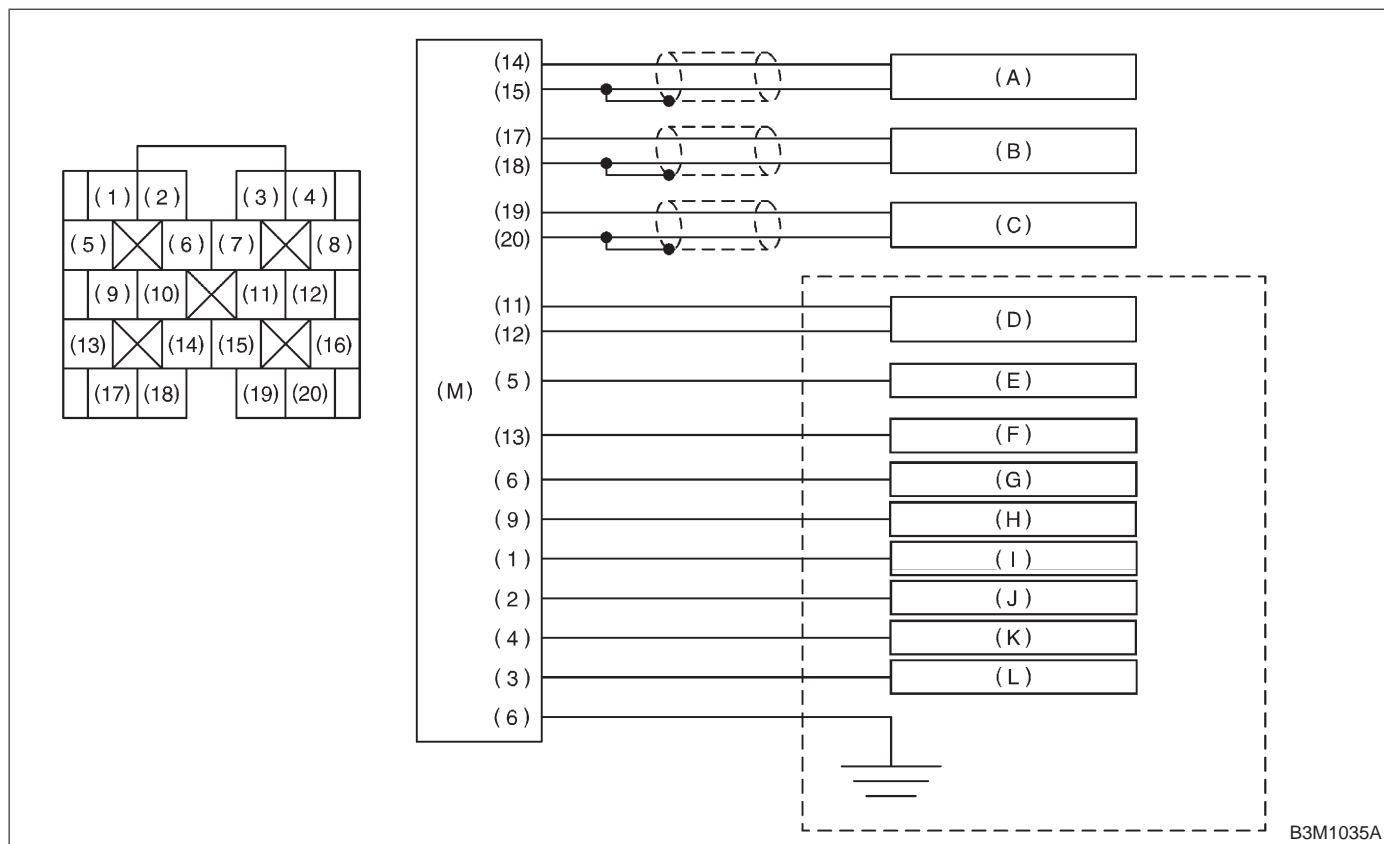 (1) (2) (3) (4)
(5) (6) (7) (8)
(9) (10) (11) (12)
(13) (14) (15) (16)
(17) (18) (19) (20)
(M)
(14)
(15)
(A)
(17)
(18)
(B)
(19)
(20)
(C)
(11)
(12)
(D)
(5) (E)
(13) (F)
(6) (G)
(9) (H)
(1) (I)
(2) (J)
(4) (K)
(3) (L)
(6)
B3M1035A